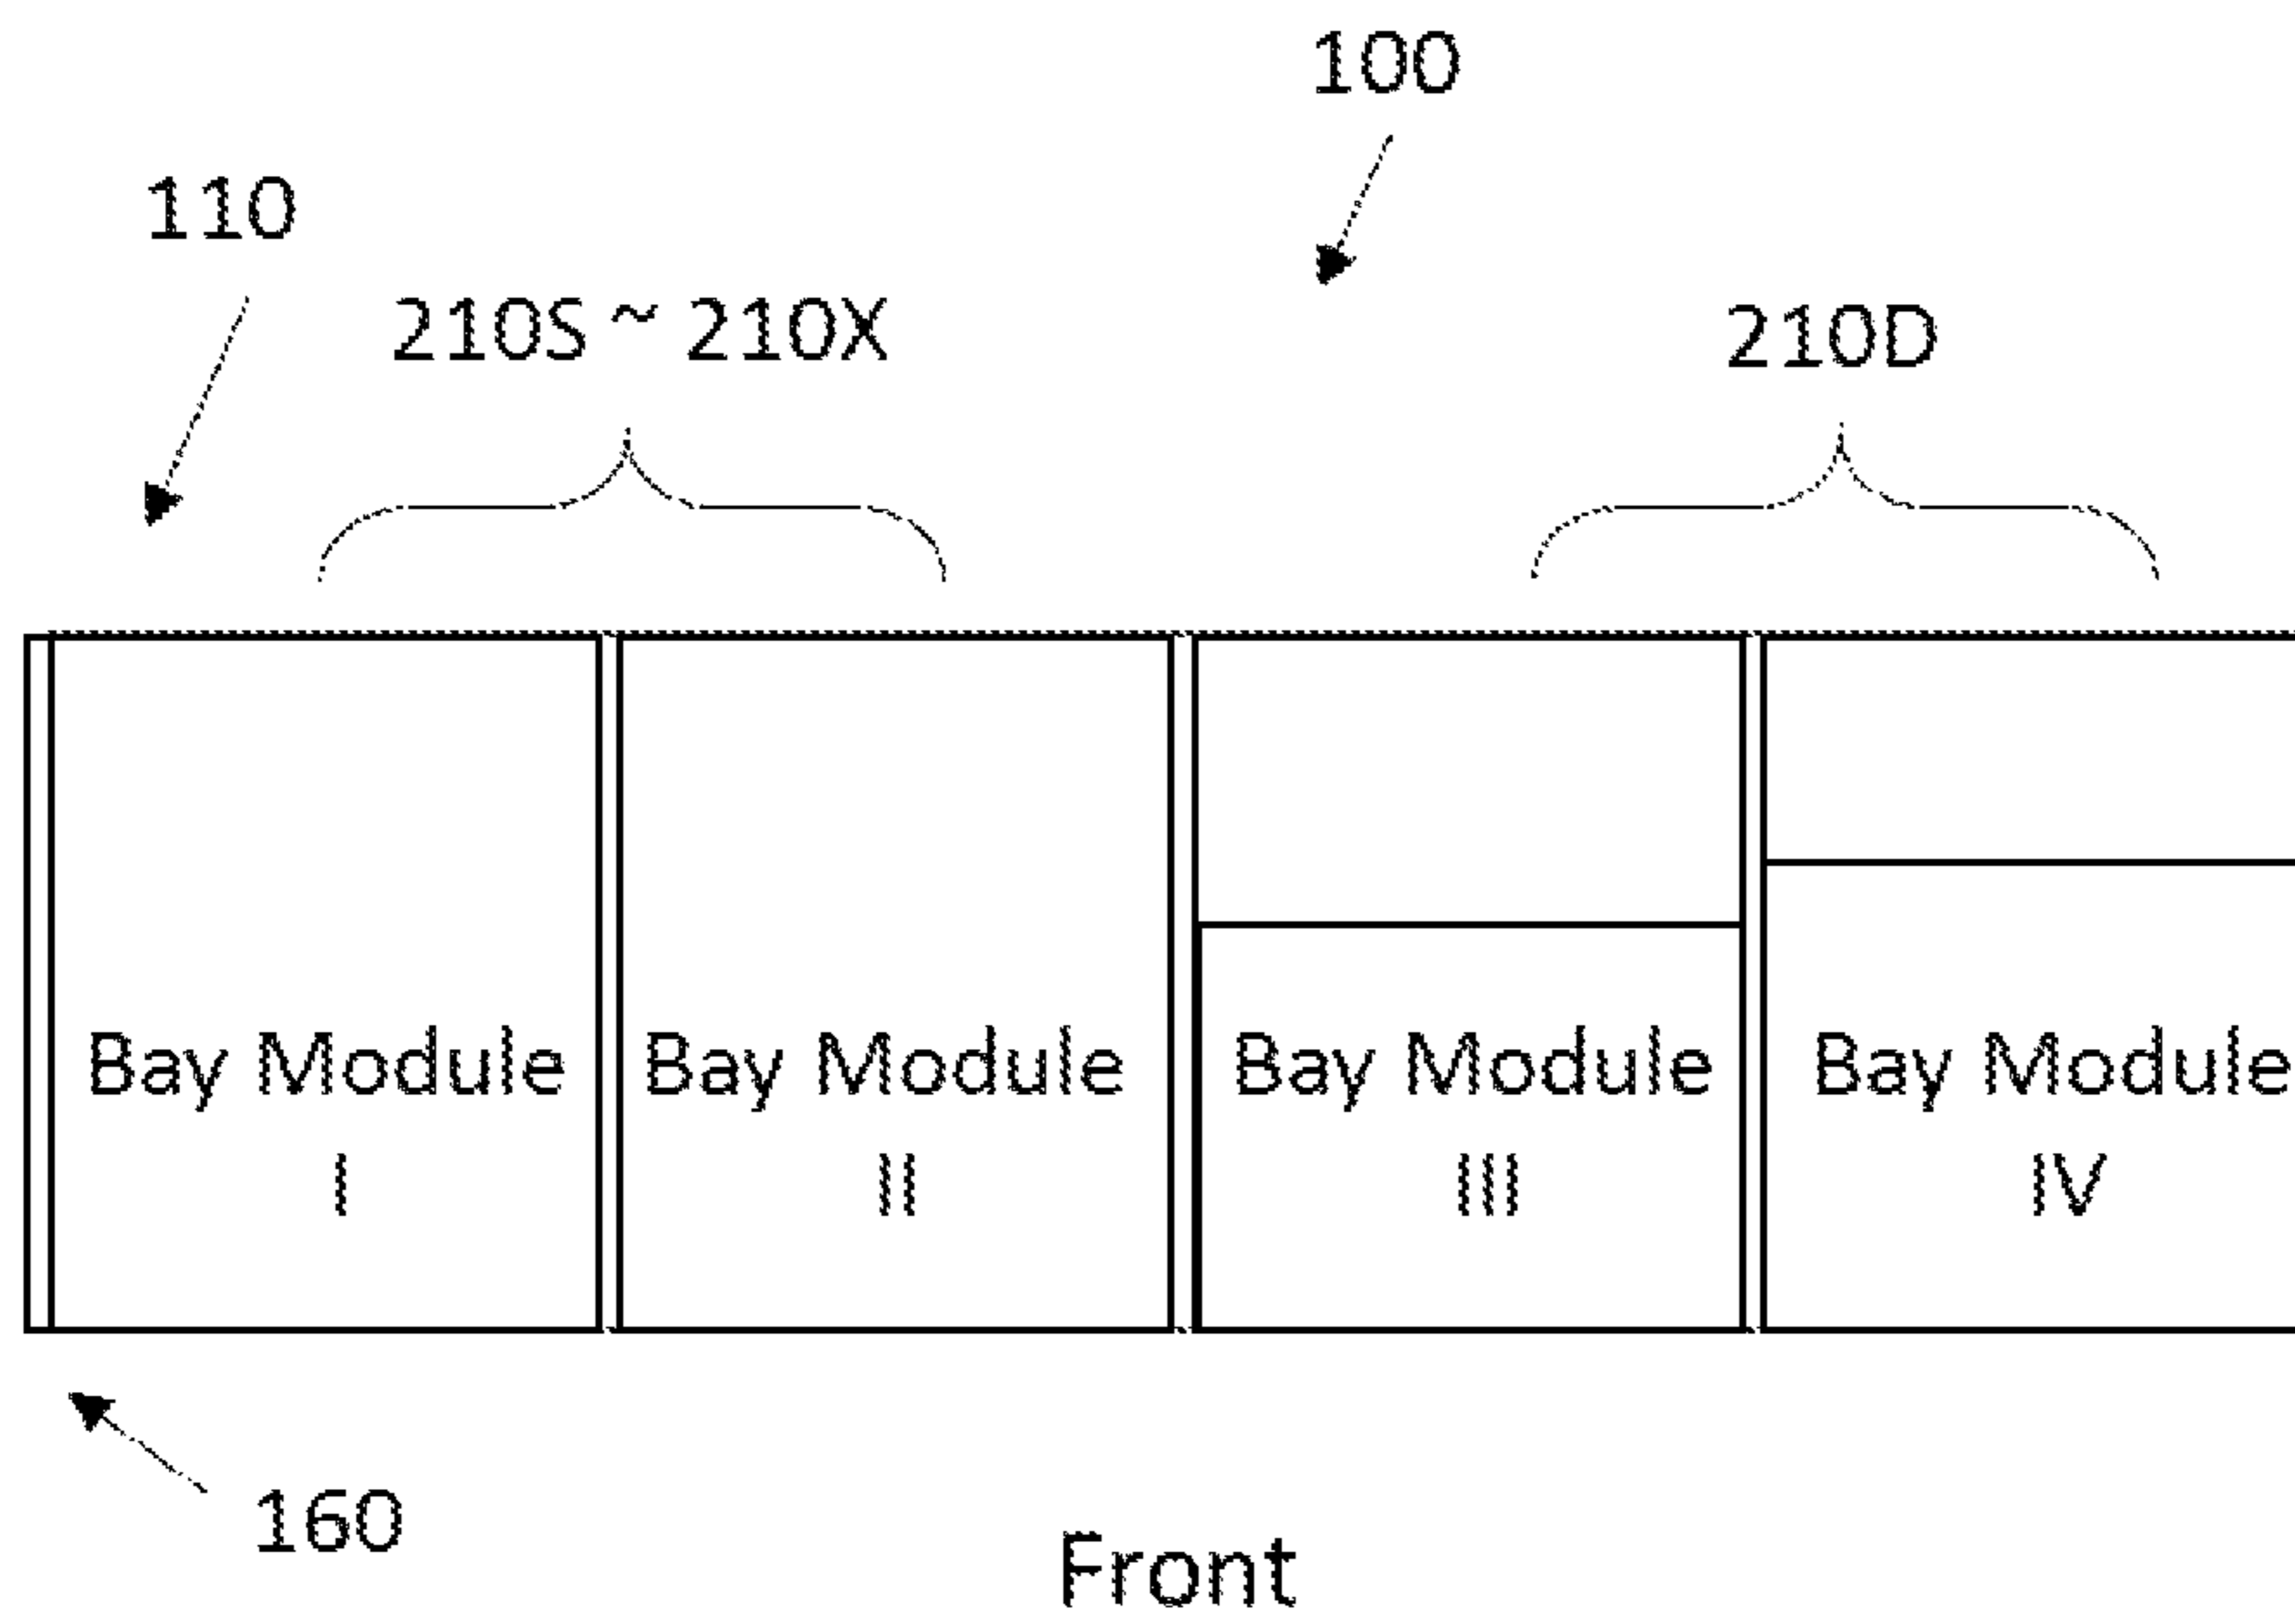 100
110
210S ~ 210X
210D
Bay Module
I
Bay Module
II
Bay Module
III
Bay Module
IV
160
Front